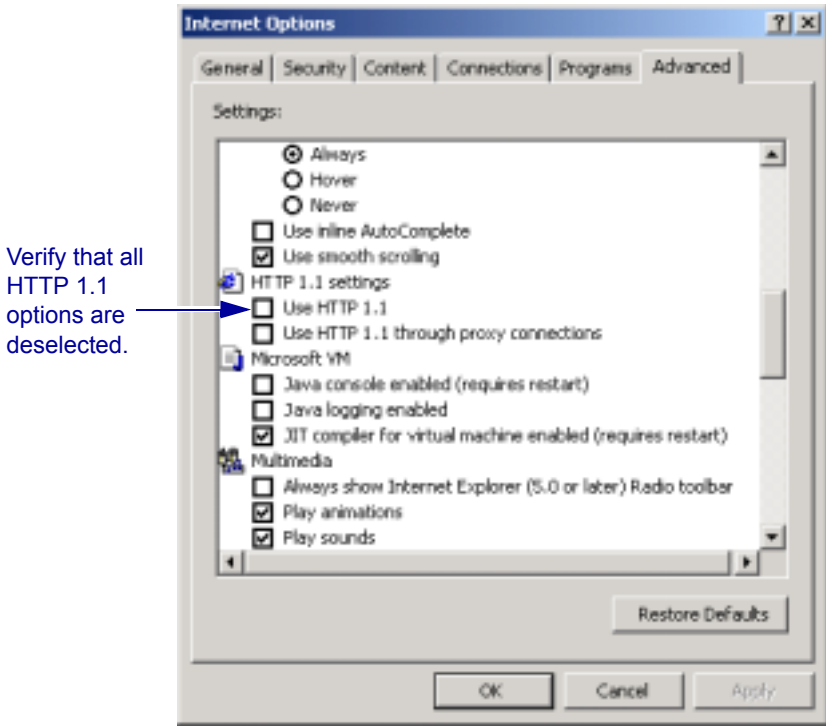 Internet Options
General
Security
Content
Connections
Programs
Advanced
Settings:
Always
Hover
Never
Use inline AutoComplete
Use smooth scrolling
HTTP 1.1 settings
Use HTTP 1.1
Use HTTP 1.1 through proxy connections
Microsoft VM
Java console enabled (requires restart)
Java logging enabled
JIT compiler for virtual machine enabled (requires restart)
Multimedia
Always show Internet Explorer (5.0 or later) Radio toolbar
Play animations
Play sounds
Restore Defaults
OK
Cancel
Apply
Verify that all
HTTP 1.1
options are
deselected.